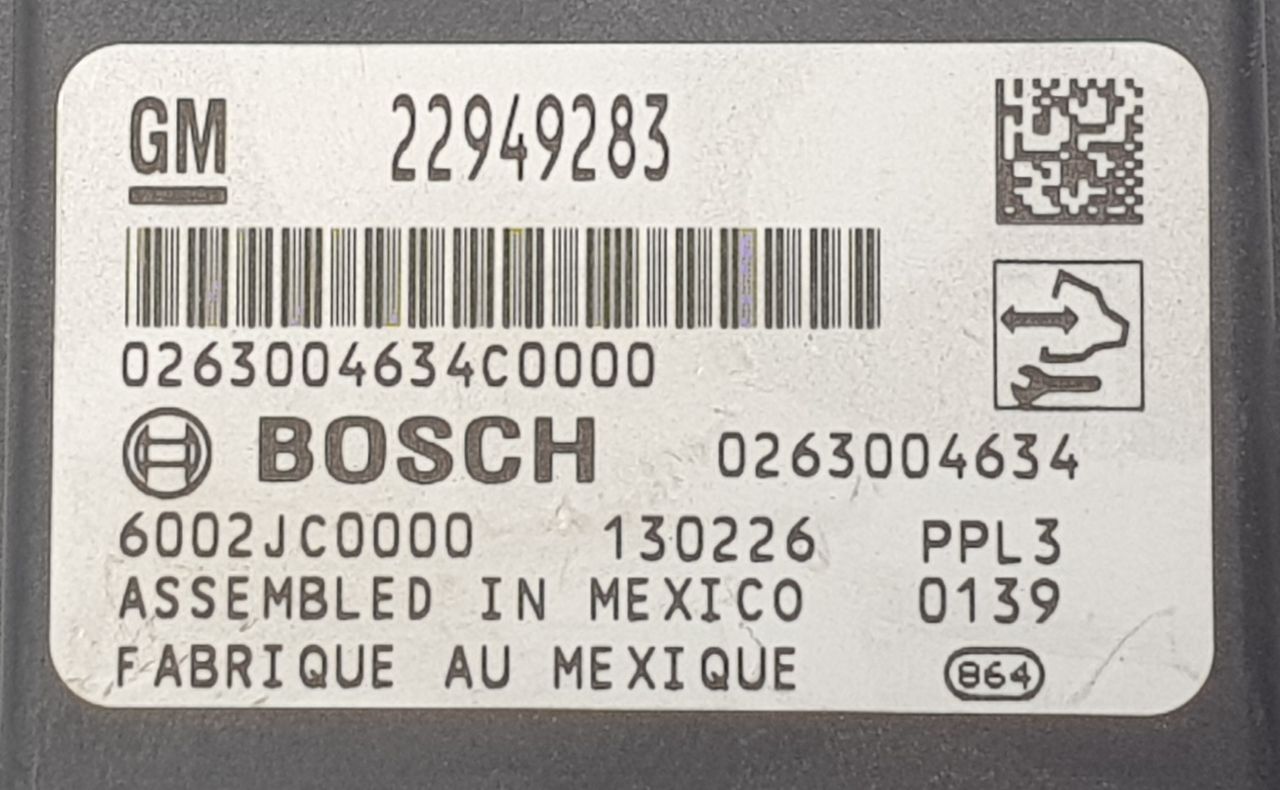 GM 22949283
0263004634C0000
BOSCH 0263004634
6002JC0000 130226 PPL3
ASSEMBLED IN MEXICO 0139
FABRIQUE AU MEXIQUE 864